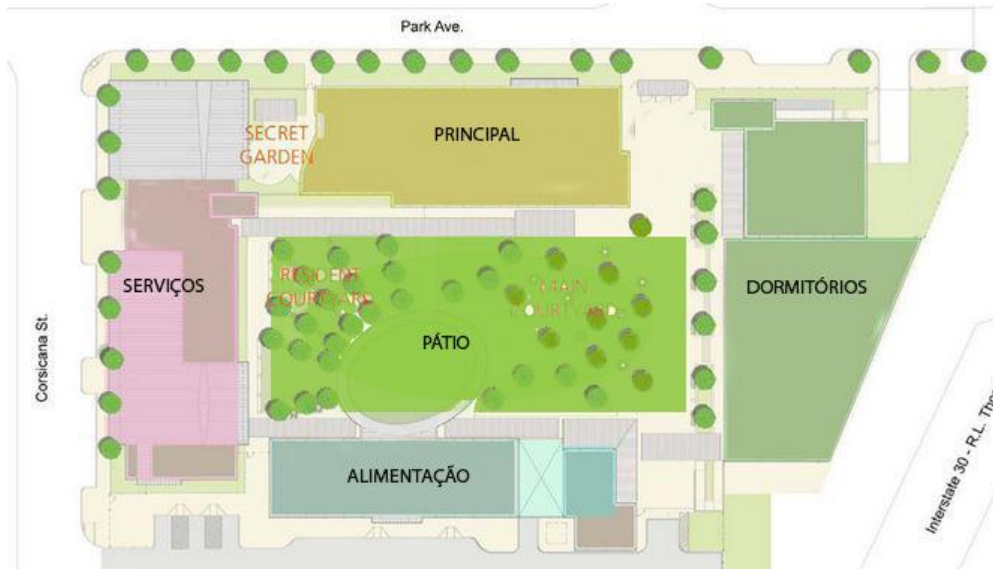 Park Ave.
SECRET
GARDEN
PRINCIPAL
RESIDENT
COURTYARD
MAIN
COURTYARD
SERVIÇOS
DORMITÓRIOS
PÁTIO
Corsicana St.
ALIMENTAÇÃO
Interstate 30 - R.L.